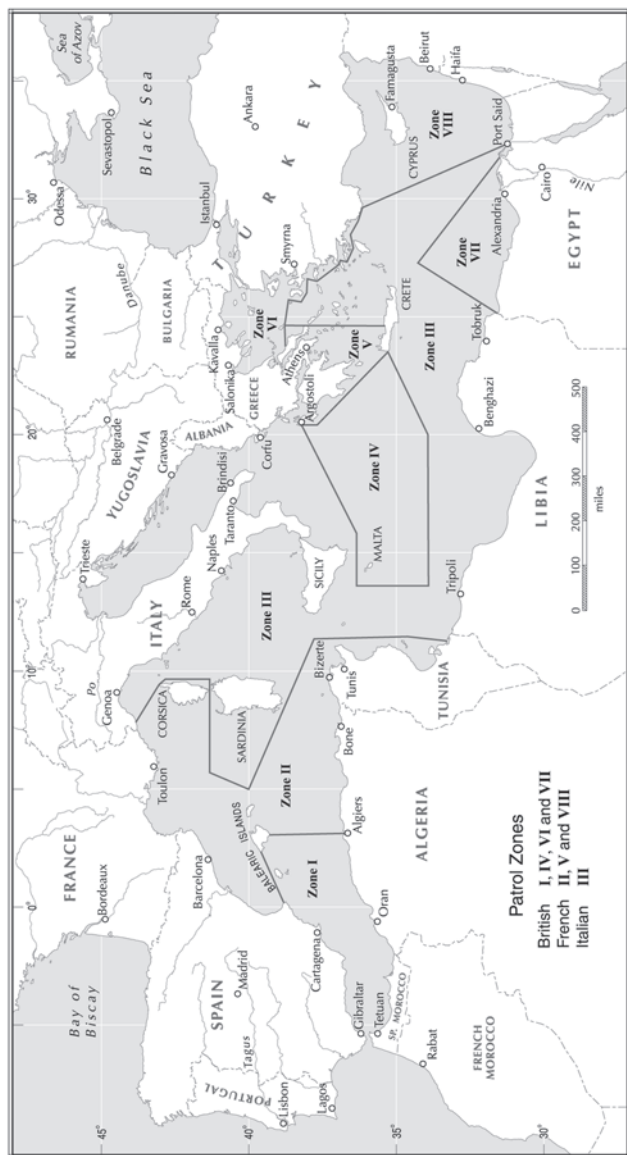 Sea
of Azov
Sevastopol
Black Sea
Odessa
Istanbul
Ankara
TURKEY
Smyrna
RUMANIA
Danube
BULGARIA
Kavalla
Salonika
GREECE
Athens
Argostoli
Corfu
ALBANIA
YUGOSLAVIA
Belgrade
Gravosa
Trieste
Brindisi
Taranto
Naples
Rome
ITALY
SICILY
Po
Genoa
CORSICA
SARDINIA
Toulon
FRANCE
Bordeaux
Bay of
Biscay
Barcelona
BALEARIC ISLANDS
SPAIN
Madrid
Tagus
PORTUGAL
Lisbon
Lagos
Cartagena
Gibraltar
Tetuan
SP. MOROCCO
Rabat
FRENCH
MOROCCO
Oran
Algiers
ALGERIA
Bone
Bizerte
Tunis
TUNISIA
Tripoli
MALTA
LIBIA
Benghazi
Tobruk
CRETE
EGYPT
Alexandria
Cairo
Nile
Port Said
CYPRUS
Famagusta
Beirut
Haifa
Zone I
Zone II
Zone III
Zone III
Zone IV
Zone
V
Zone
VI
Zone
VII
Zone
VIII
45°
40°
35°
30°
0°
10°
20°
30°
0 100 200 300 400 500
miles
Patrol Zones
British I, IV, VI and VII
French II, V and VIII
Italian III